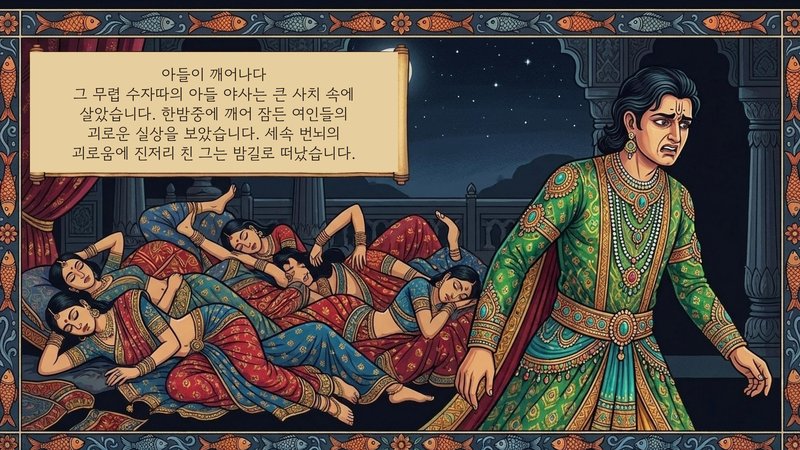 아들이 깨어나다
그 무렵 수자따의 아들 야사는 큰 사치 속에
살았습니다. 한밤중에 깨어 잠든 여인들의
괴로운 실상을 보았습니다. 세속 번뇌의
괴로움에 진저리 친 그는 밤길로 떠났습니다.